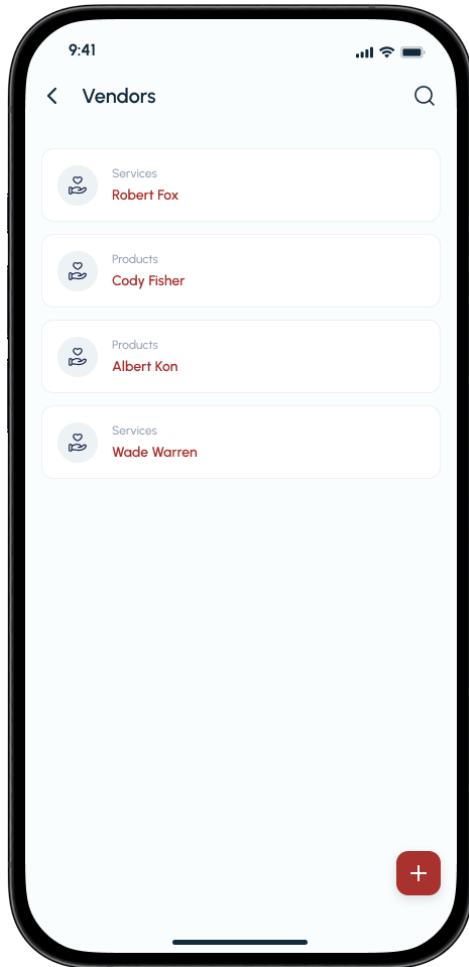 9:41
Vendors
Services
Robert Fox
Products
Cody Fisher
Products
Albert Kon
Services
Wade Warren